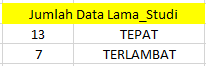 Jumlah Data Lama_Studi
13 TEPAT
7 TERLAMBAT